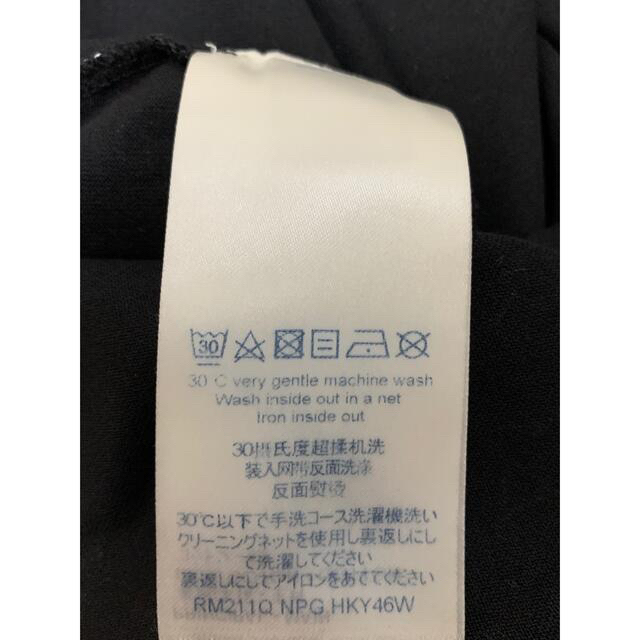 30
30 C very gentle machine wash
Wash inside out in a net
Iron inside out
30摄氏度超揉机洗
装入网带反面洗涤
反面熨烫
30℃以下で手洗コース洗濯機洗い
クリーニングネットを使用し裏返しにし
て洗濯してください
裏返しにしてアイロンをあててください
RM211Q NPG HKY46W